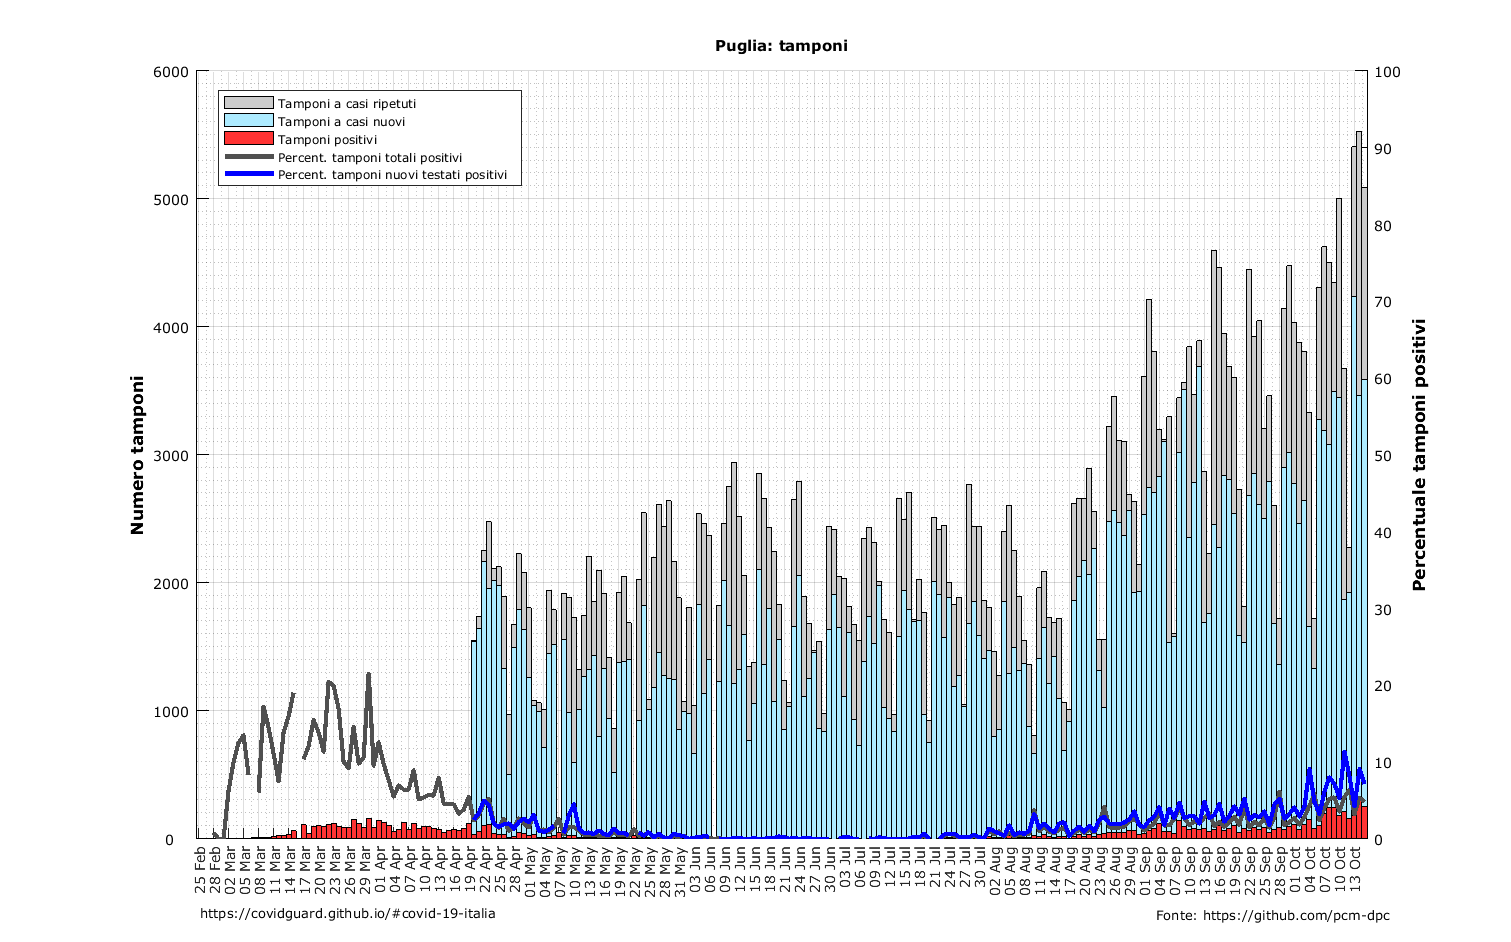 Puglia: tamponi
6000
5000
4000
3000
2000
1000
0
Numero tamponi
Tamponi a casi ripetuti
Tamponi a casi nuovi
Tamponi positivi
Percent. tamponi totali positivi
Percent. tamponi nuovi testati positivi
100
90
80
70
60
50
40
30
20
10
0
Percentuale tamponi positivi
25 Feb
28 Feb
02 Mar
05 Mar
08 Mar
11 Mar
14 Mar
17 Mar
20 Mar
23 Mar
26 Mar
29 Mar
01 Apr
04 Apr
07 Apr
10 Apr
13 Apr
16 Apr
19 Apr
22 Apr
25 Apr
28 Apr
01 May
04 May
07 May
10 May
13 May
16 May
19 May
22 May
25 May
28 May
31 May
03 Jun
06 Jun
09 Jun
12 Jun
15 Jun
18 Jun
21 Jun
24 Jun
27 Jun
30 Jun
03 Jul
06 Jul
09 Jul
12 Jul
15 Jul
18 Jul
21 Jul
24 Jul
27 Jul
30 Jul
02 Aug
05 Aug
08 Aug
11 Aug
14 Aug
17 Aug
20 Aug
23 Aug
26 Aug
29 Aug
01 Sep
04 Sep
07 Sep
10 Sep
13 Sep
16 Sep
19 Sep
22 Sep
25 Sep
28 Sep
01 Oct
04 Oct
07 Oct
10 Oct
13 Oct
https://covidguard.github.io/#covid-19-italia
Fonte: https://github.com/pcm-dpc